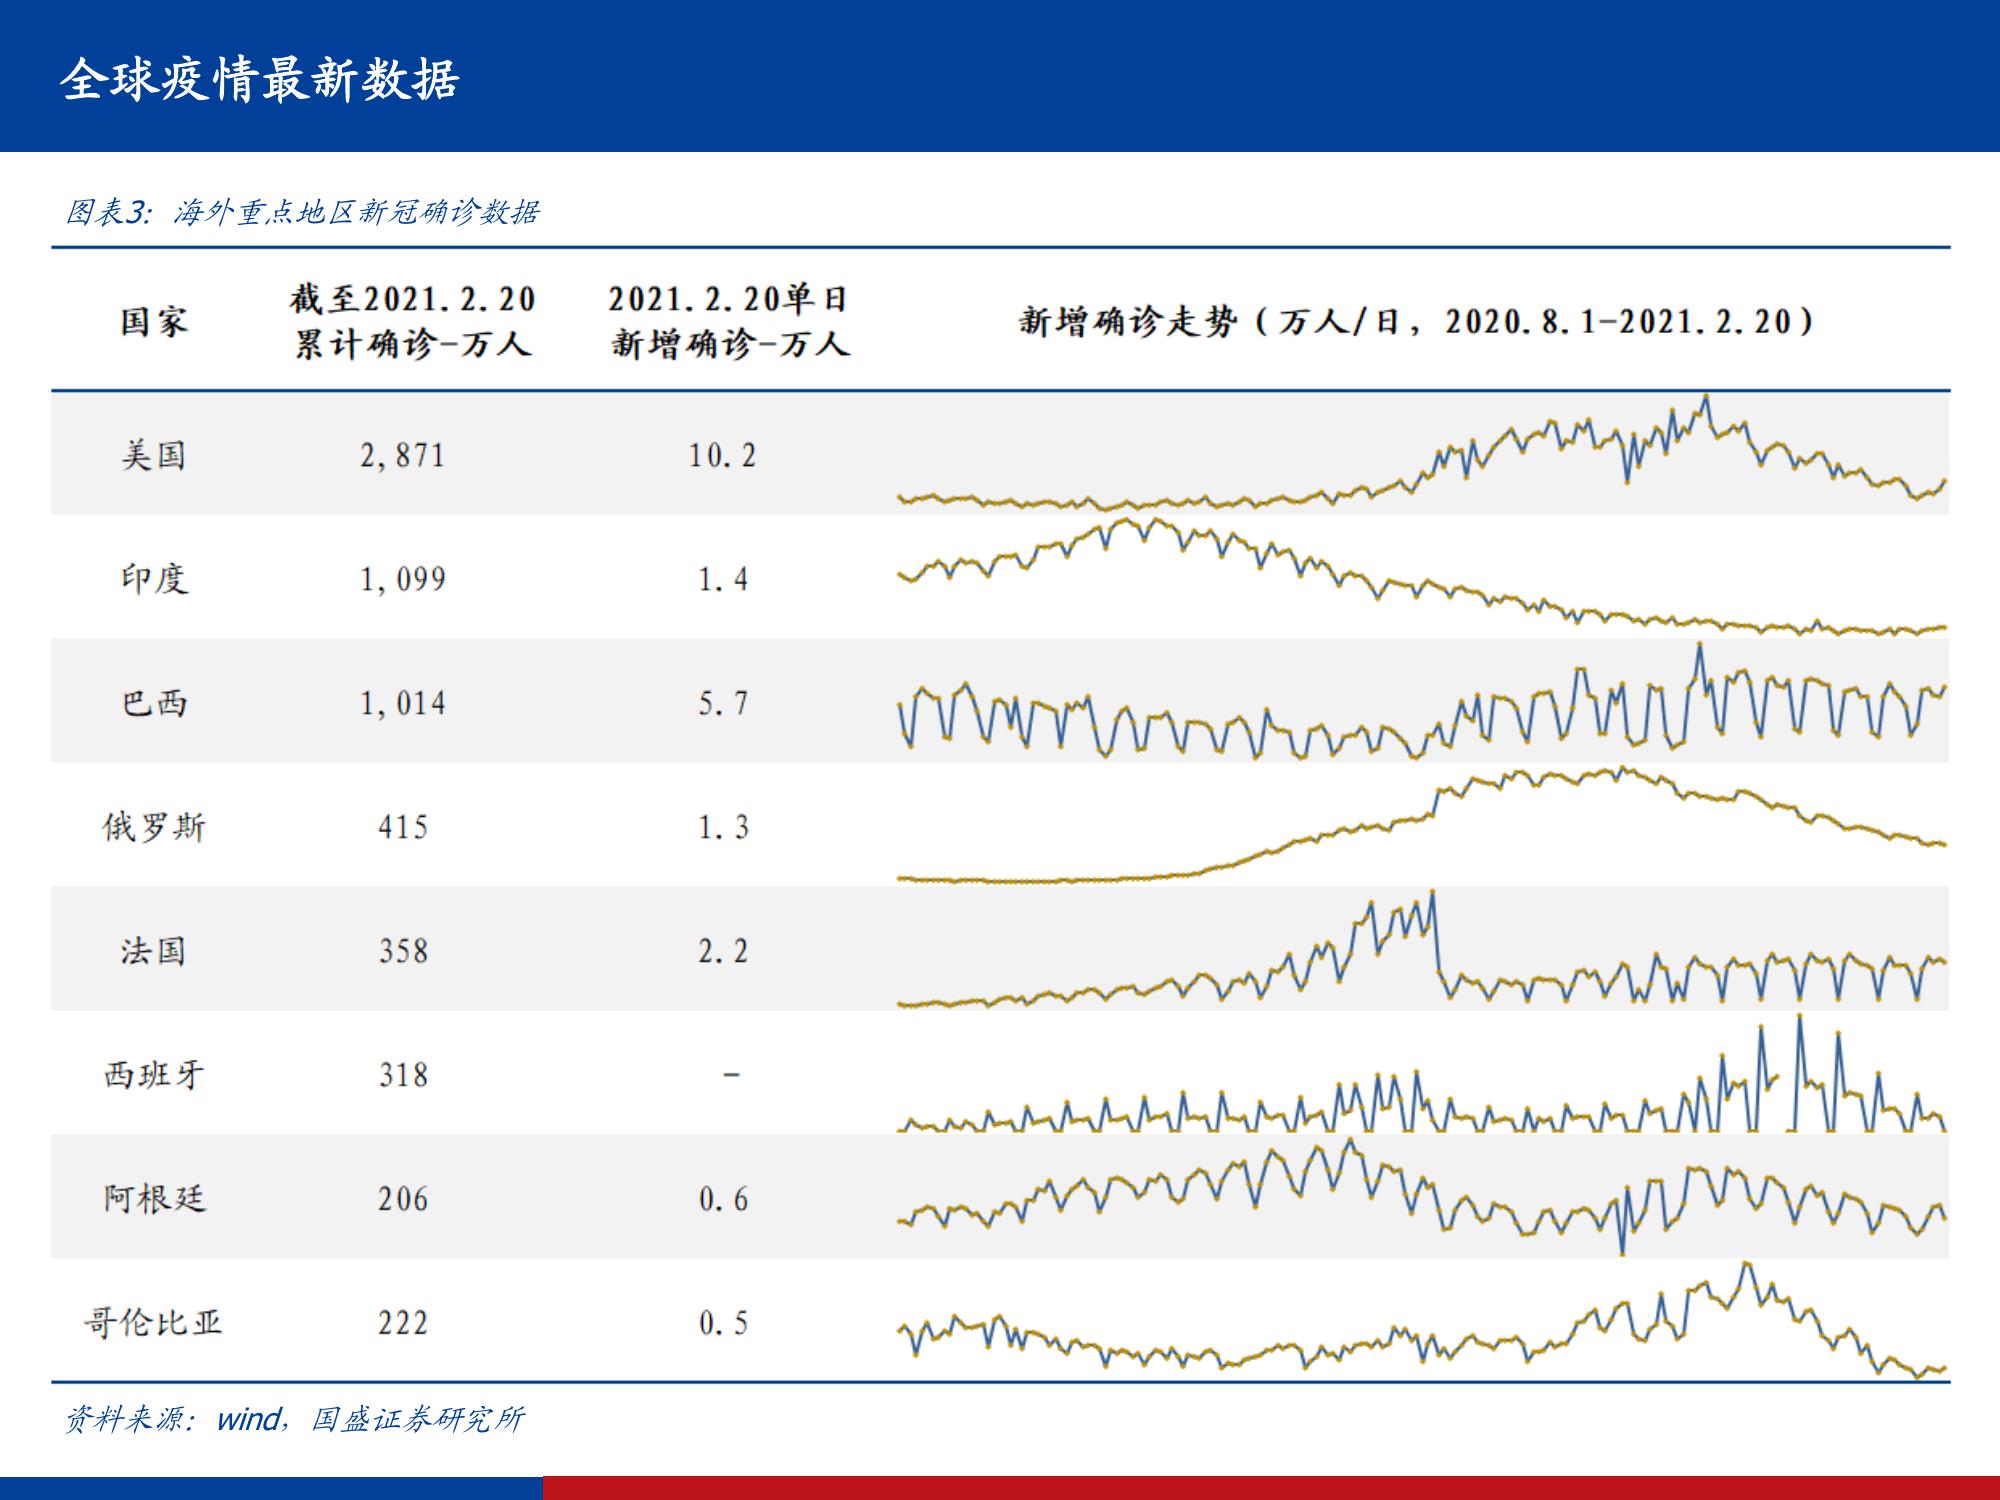 全球疫情最新数据
图表3：海外重点地区新冠确诊数据
国家 截至2021.2.20 累计确诊-万人 2021.2.20单日 新增确诊-万人 新增确诊走势（万人/日，2020.8.1-2021.2.20）
美国 2,871 10.2
印度 1,099 1.4
巴西 1,014 5.7
俄罗斯 415 1.3
法国 358 2.2
西班牙 318 -
阿根廷 206 0.6
哥伦比亚 222 0.5
资料来源：wind，国盛证券研究所